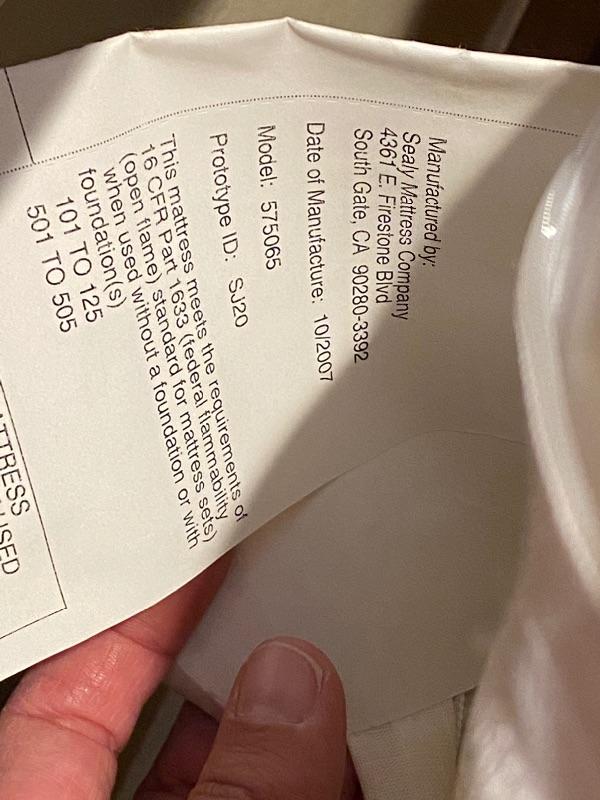 Manufactured by:
Sealy Mattress Company
4361 E. Firestone Blvd
South Gate, CA 90280-3392
Date of Manufacture: 10/2007
Model: 575065
Prototype ID: SJ20
This mattress meets the requirements of
16 CFR Part 1633 (federal flammability
(open flame) standard for mattress sets)
when used without a foundation or with
foundation(s)
101 TO 125
501 TO 505